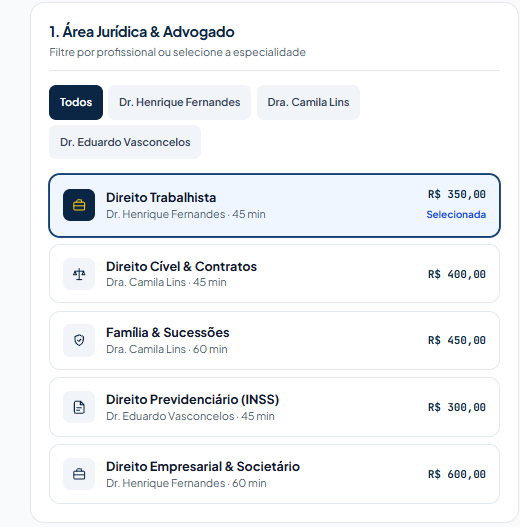 1. Área Jurídica & Advogado
Filtre por profissional ou selecione a especialidade
Todos
Dr. Henrique Fernandes
Dra. Camila Lins
Dr. Eduardo Vasconcelos
Direito Trabalhista
R$ 350,00
Dr. Henrique Fernandes · 45 min
Selecionada
Direito Cível & Contratos
R$ 400,00
Dra. Camila Lins · 45 min
Família & Sucessões
R$ 450,00
Dra. Camila Lins · 60 min
Direito Previdenciário (INSS)
R$ 300,00
Dr. Eduardo Vasconcelos · 45 min
Direito Empresarial & Societário
R$ 600,00
Dr. Henrique Fernandes · 60 min